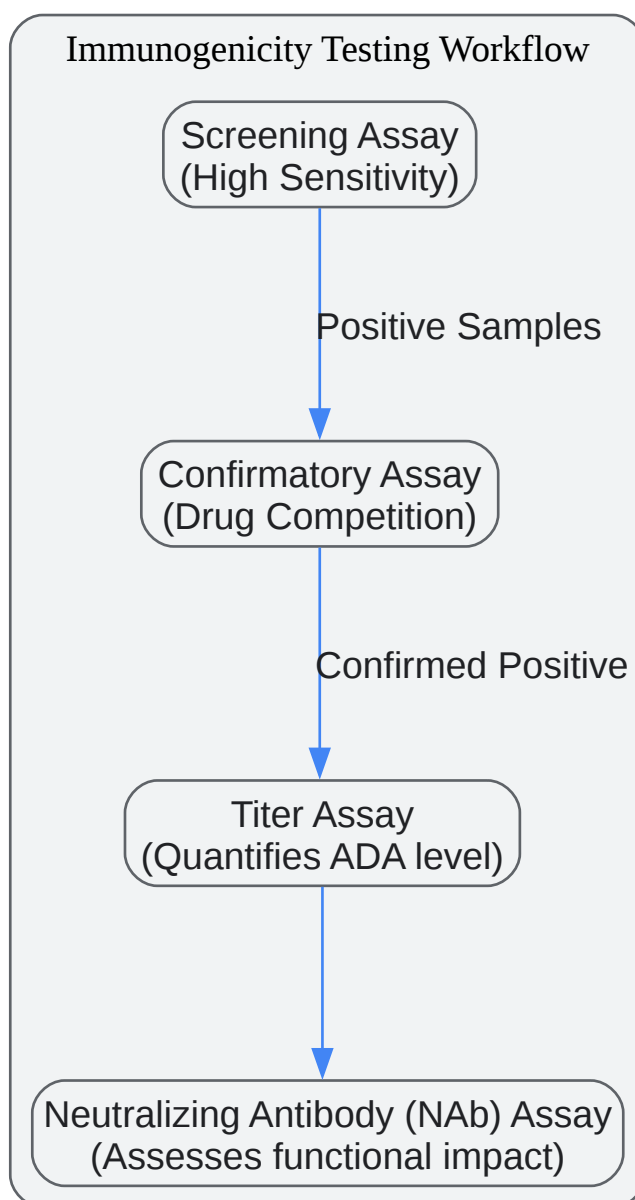 Immunogenicity Testing Workflow
Screening Assay
(High Sensitivity)
Positive Samples
Confirmatory Assay
(Drug Competition)
Confirmed Positive
Titer Assay
(Quantifies ADA level)
Neutralizing Antibody (NAb) Assay
(Assesses functional impact)